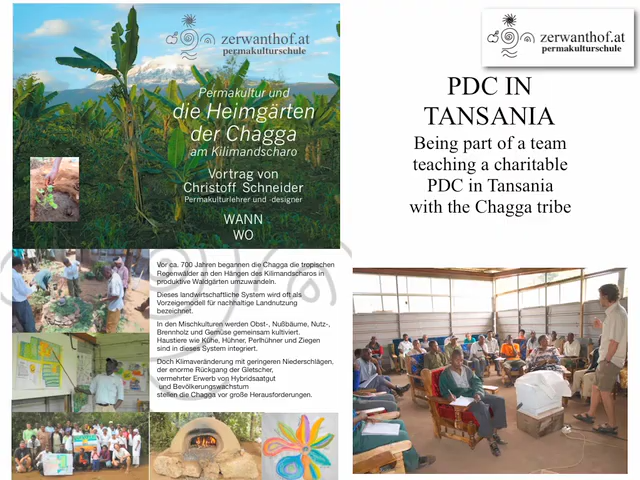 zerwanthof.at
permakulturschule
Permakultur und
die Heimgärten
der Chagga
am Kilimandscharo
Vortrag von
Christoff Schneider
Permakulturlehrer und -designer
WANN
WO
Vor ca. 700 Jahren begannen die Chagga die tropischen
Regenwälder an den Hängen des Kilimandscharos in
produktive Waldgärten umzuwandeln.
Dieses landwirtschaftliche System wird oft als
Vorzeigemodell für nachhaltige Landnutzung
bezeichnet.
In den Mischkulturen werden Obst-, Nußbäume, Nutz-,
Brennholz und Gemüse gemeinsam kultiviert.
Haustiere wie Kühe, Hühner, Perlhühner und Ziegen
sind in dieses System integriert.
Doch Klimaveränderung mit geringeren Niederschlägen,
der enorme Rückgang der Gletscher,
vermehrter Erwerb von Hybridsaatgut
und Bevölkerungswachstum
stellen die Chagga vor große Herausforderungen.
zerwanthof.at
permakulturschule
PDC IN
TANSANIA
Being part of a team
teaching a charitable
PDC in Tansania
with the Chagga tribe